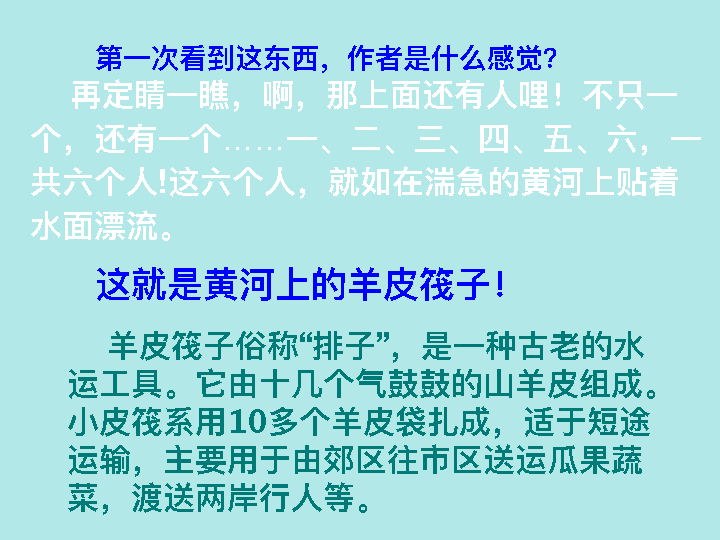 第一次看到这东西，作者是什么感觉?
再定睛一瞧，啊，那上面还有人哩！不只一
个，还有一个……一、二、三、四、五、六，一
共六个人!这六个人，就如在湍急的黄河上贴着
水面漂流。
这就是黄河上的羊皮筏子！
羊皮筏子俗称“排子”，是一种古老的水
运工具。它由十几个气鼓鼓的山羊皮组成。
小皮筏系用10多个羊皮袋扎成，适于短途
运输，主要用于由郊区往市区送运瓜果蔬
菜，渡送两岸行人等。